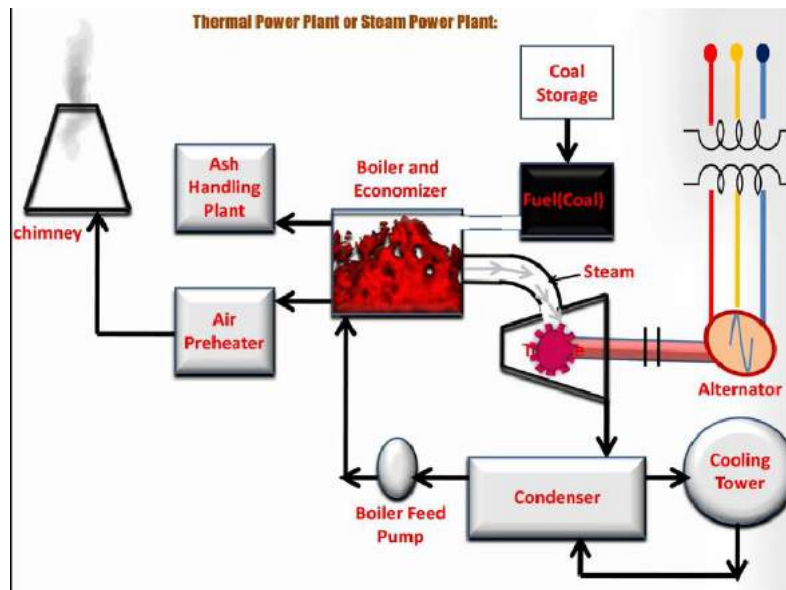 Thermal Power Plant or Steam Power Plant:
Coal
Storage
Ash
Handling
Plant
Boiler and
Economizer
Fuel(Coal)
chimney
Steam
Air
Preheater
Alternator
Cooling
Tower
Condenser
Boiler Feed
Pump